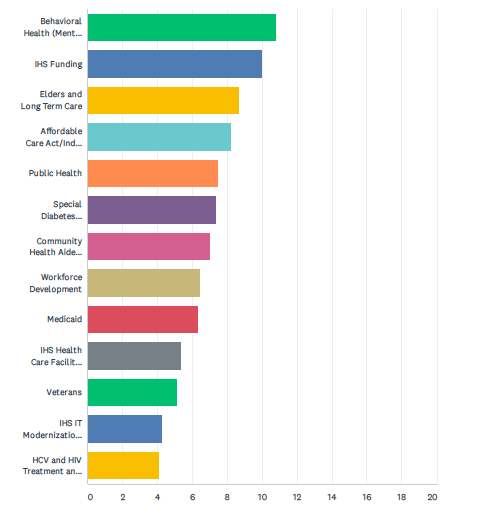 Behavioral
Health (Ment...
IHS Funding
Elders and
Long Term Care
Affordable
Care Act/Ind...
Public Health
Special
Diabetes...
Community
Health Aide...
Workforce
Development
Medicaid
IHS Health
Care Facilit...
Veterans
IHS IT
Modernizatio...
HCV and HIV
Treatment an...
0 2 4 6 8 10 12 14 16 18 20